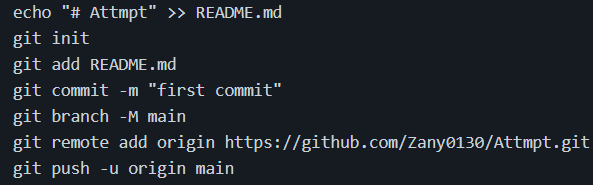 echo "# Attmpt" >> README.md
git init
git add README.md
git commit -m "first commit"
git branch -M main
git remote add origin https://github.com/Zany0130/Attmpt.git
git push -u origin main